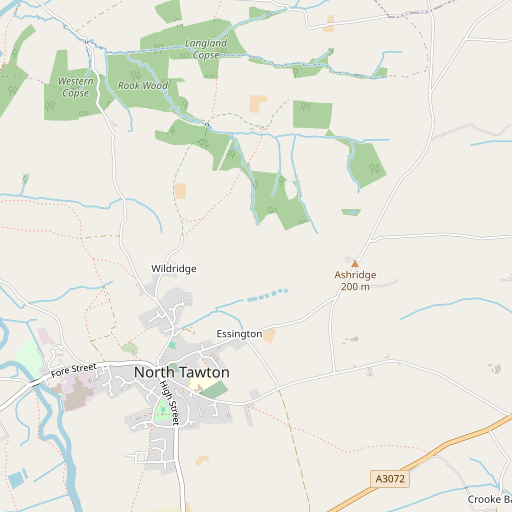 Langland
Copse
Western
Copse
Rook Wood
Wildridge
Ashridge
200 m
Essington
Fore Street
North Tawton
High Street
A3072
Crooke Ba